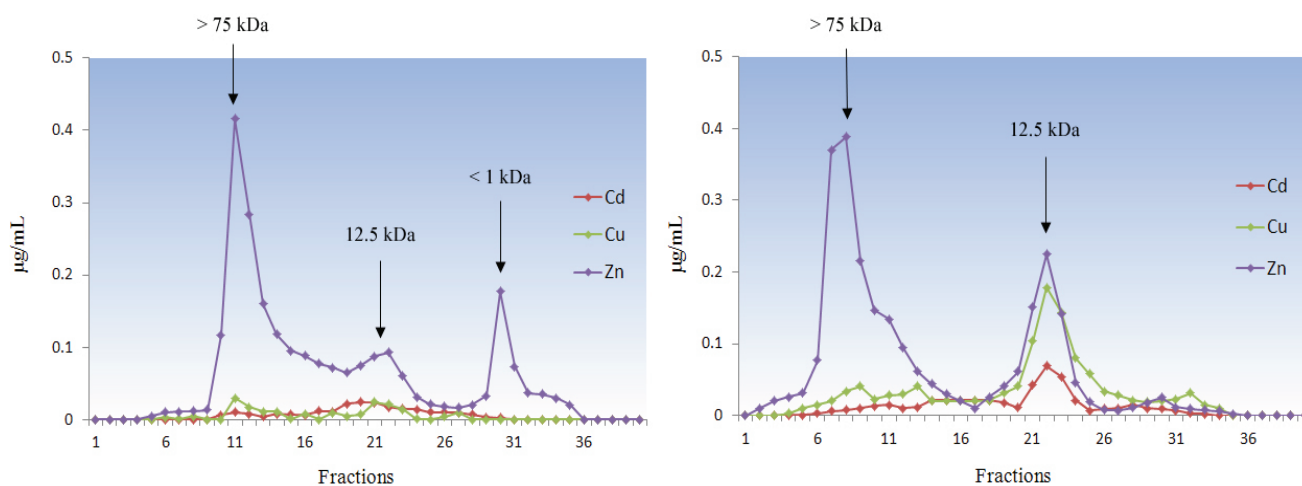 > 75 kDa
0.5
0.4
0.3
0.2
0.1
0
µg/mL
12.5 kDa
< 1 kDa
Cd
Cu
Zn
1 6 11 16 21 26 31 36
Fractions
> 75 kDa
0.5
0.4
0.3
0.2
0.1
0
µg/mL
12.5 kDa
Cd
Cu
Zn
1 6 11 16 21 26 31 36
Fractions